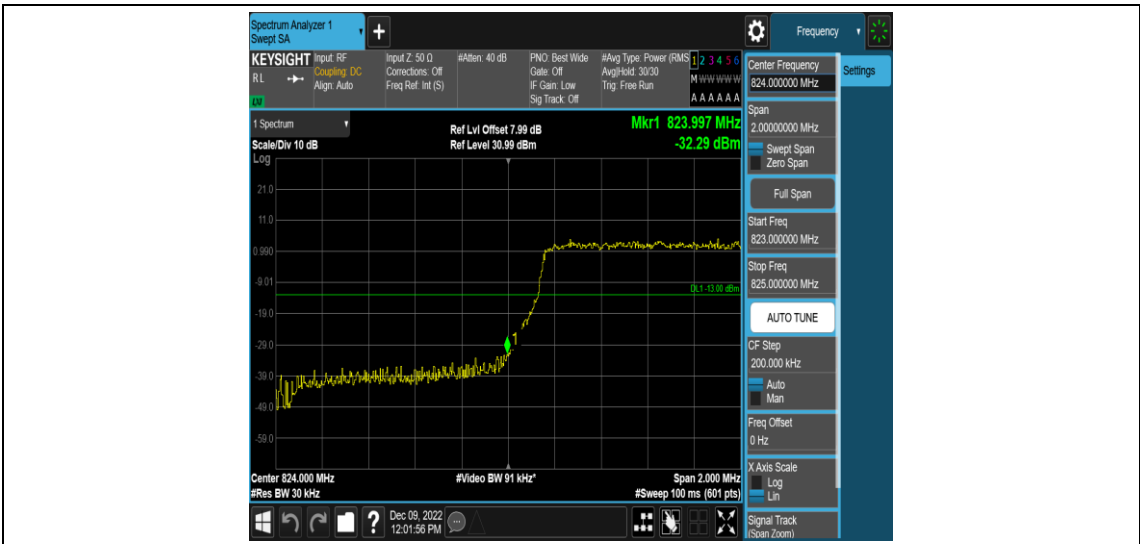 Spectrum Analyzer 1
Swept SA
+
Frequency
KEYSIGHT
RL
LXI
Input: RF
Coupling: DC
Align: Auto
Input Z: 50 Ω
Corrections: Off
Freq Ref: Int (S)
#Atten: 40 dB
PNO: Best Wide
Gate: Off
IF Gain: Low
Sig Track: Off
#Avg Type: Power (RMS
Avg|Hold: 30/30
Trig: Free Run
1 2 3 4 5 6
M W W W W W
A A A A A A
1 Spectrum
Scale/Div 10 dB
Log
Ref Lvl Offset 7.99 dB
Ref Level 30.99 dBm
Mkr1 823.997 MHz
-32.29 dBm
21.0
11.0
0.990
-9.01
DL1 -13.00 dBm
-19.0
-29.0
1
-39.0
-49.0
-59.0
Center 824.000 MHz
#Res BW 30 kHz
#Video BW 91 kHz*
Span 2.000 MHz
#Sweep 100 ms (601 pts)
?
Dec 09, 2022
12:01:56 PM
Center Frequency
824.000000 MHz
Settings
Span
2.00000000 MHz
Swept Span
Zero Span
Full Span
Start Freq
823.000000 MHz
Stop Freq
825.000000 MHz
AUTO TUNE
CF Step
200.000 kHz
Auto
Man
Freq Offset
0 Hz
X Axis Scale
Log
Lin
Signal Track
(Span Zoom)